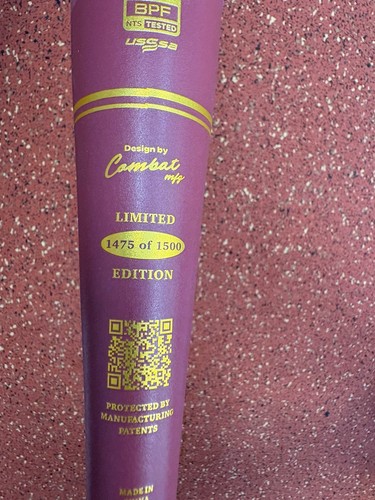 BPF
NTS TESTED
usssa
Design by
Combat
mfg
LIMITED
1475 of 1500
EDITION
PROTECTED BY
MANUFACTURING
PATENTS
MADE IN